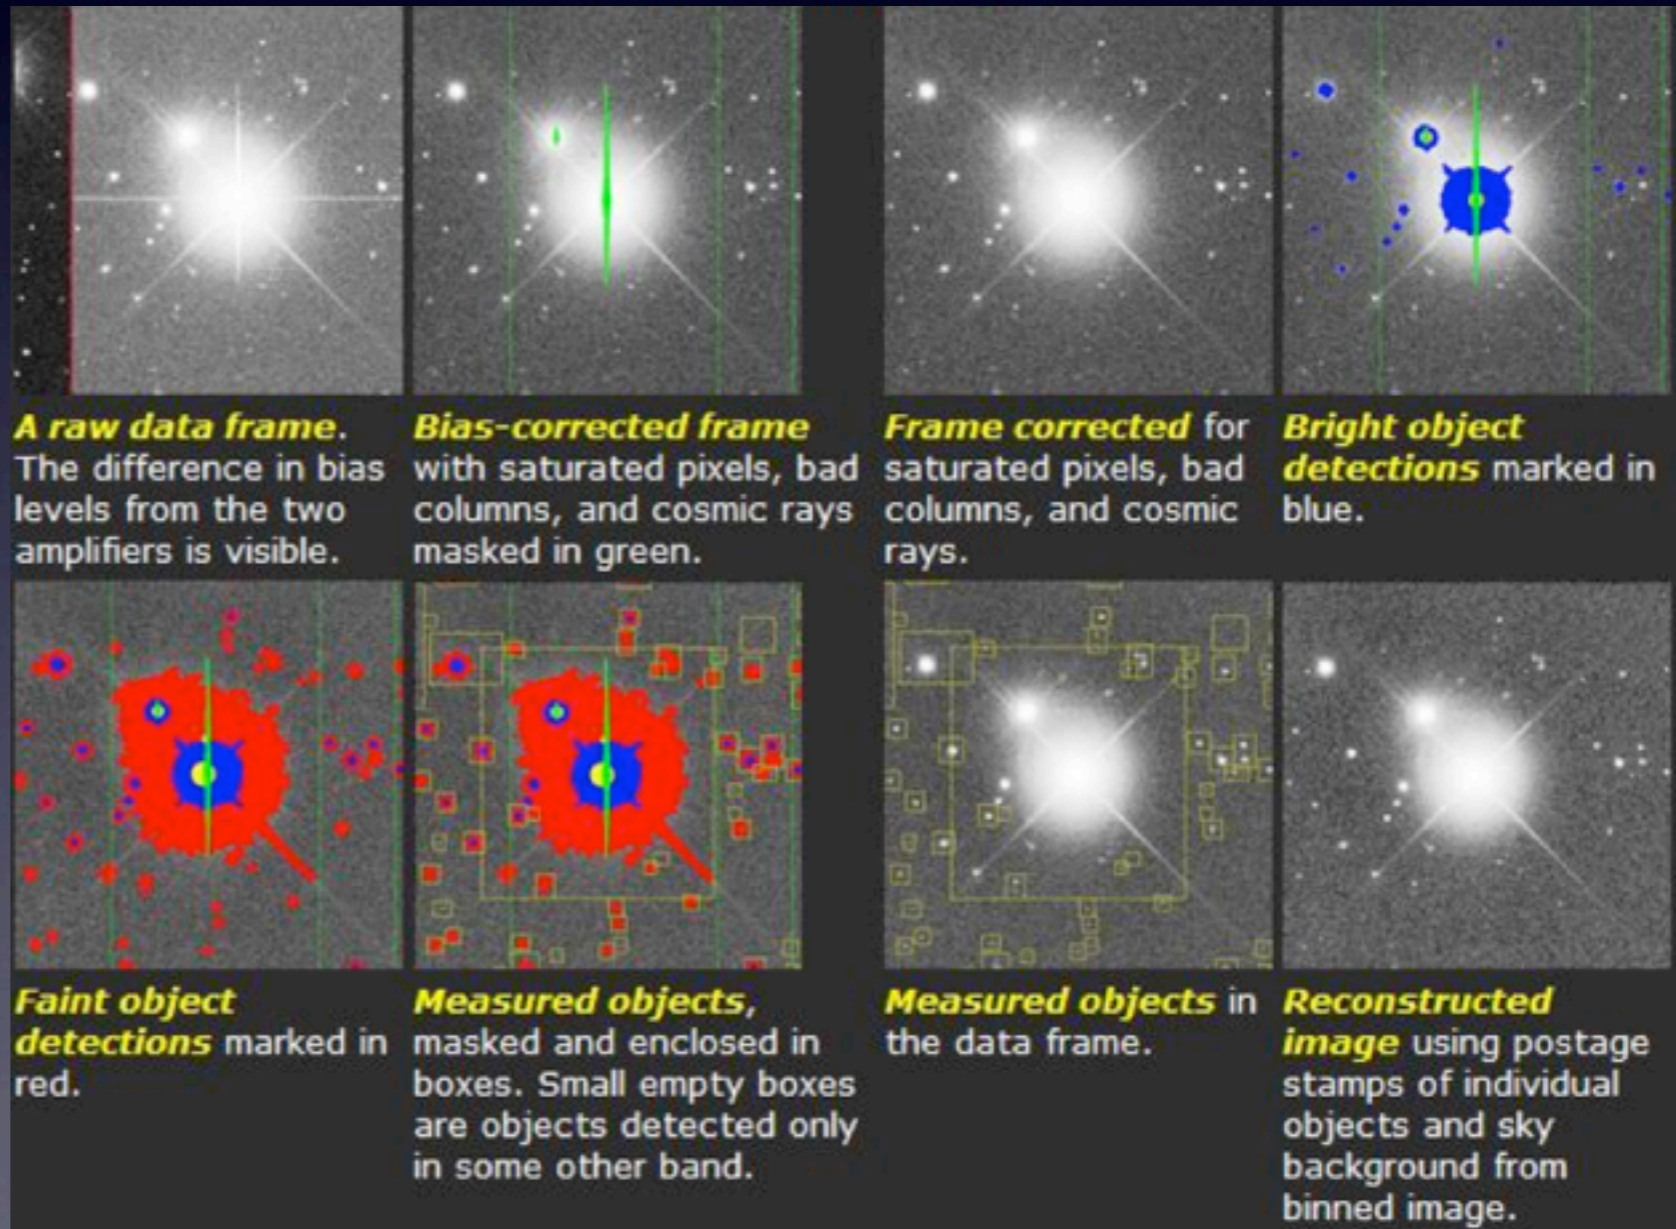 A raw data frame.
The difference in bias
levels from the two
amplifiers is visible.
Bias-corrected frame
with saturated pixels, bad
columns, and cosmic rays
masked in green.
Frame corrected for
saturated pixels, bad
columns, and cosmic
rays.
Bright object
detections marked in
blue.
Faint object
detections marked in
red.
Measured objects,
masked and enclosed in
boxes. Small empty boxes
are objects detected only
in some other band.
Measured objects in
the data frame.
Reconstructed
image using postage
stamps of individual
objects and sky
background from
binned image.